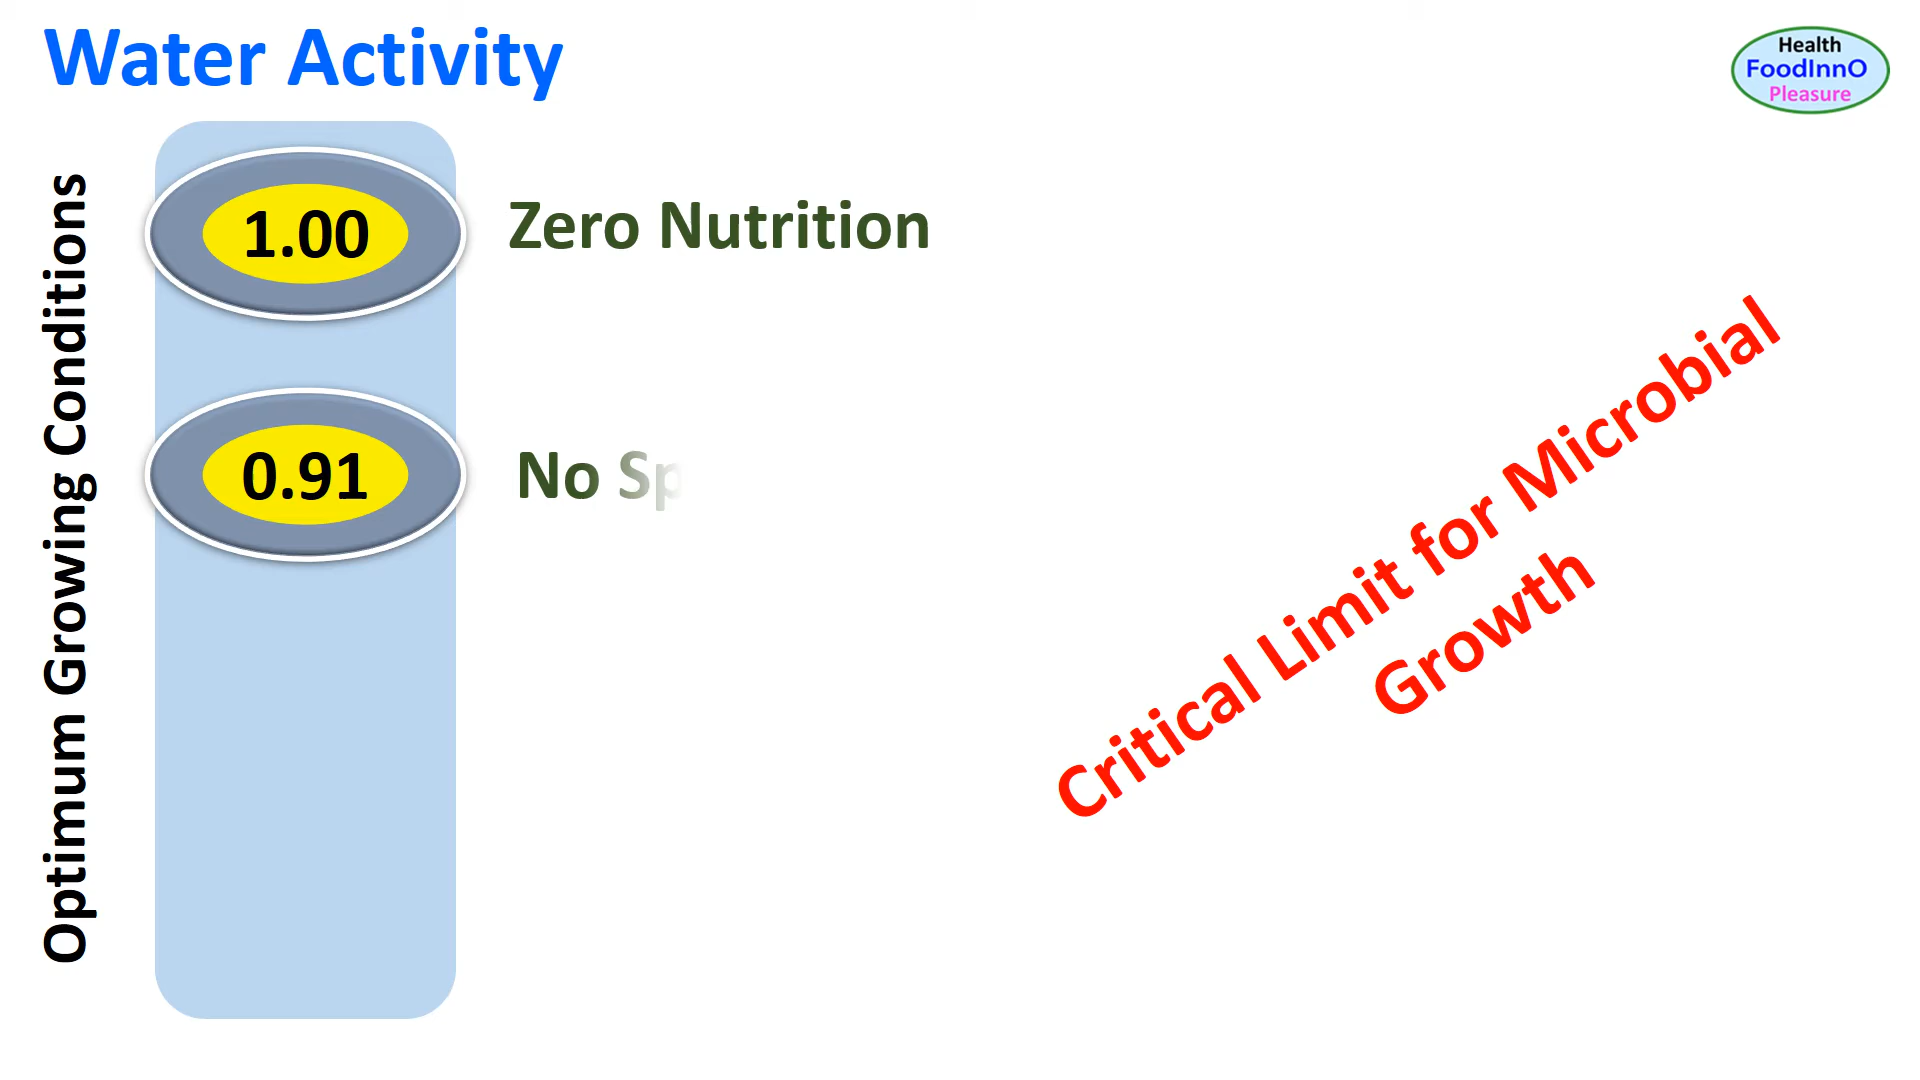 Water Activity
Health
FoodInnO
Pleasure
Optimum Growing Conditions
1.00
Zero Nutrition
0.91
No Sp
Critical Limit for Microbial
Growth